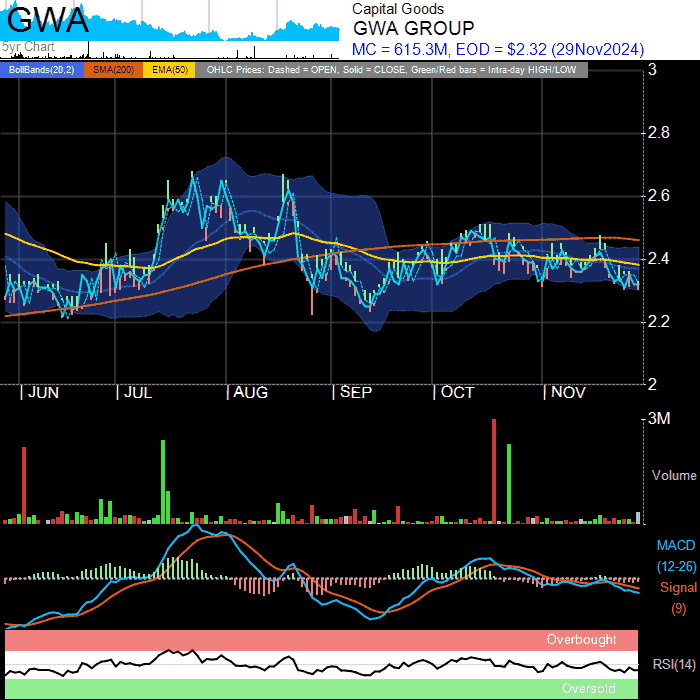 GWA
5yr Chart
Capital Goods
GWA GROUP
MC = 615.3M, EOD = $2.32 (29Nov2024)
BollBands(20,2) SMA(200) EMA(50) OHLC Prices: Dashed = OPEN, Solid = CLOSE, Green/Red bars = Intra-day HIGH/LOW
3
2.8
2.6
2.4
2.2
2
| JUN | JUL | AUG | SEP | OCT | NOV
3M
Volume
MACD
(12-26)
Signal
(9)
Overbought
RSI(14)
Oversold